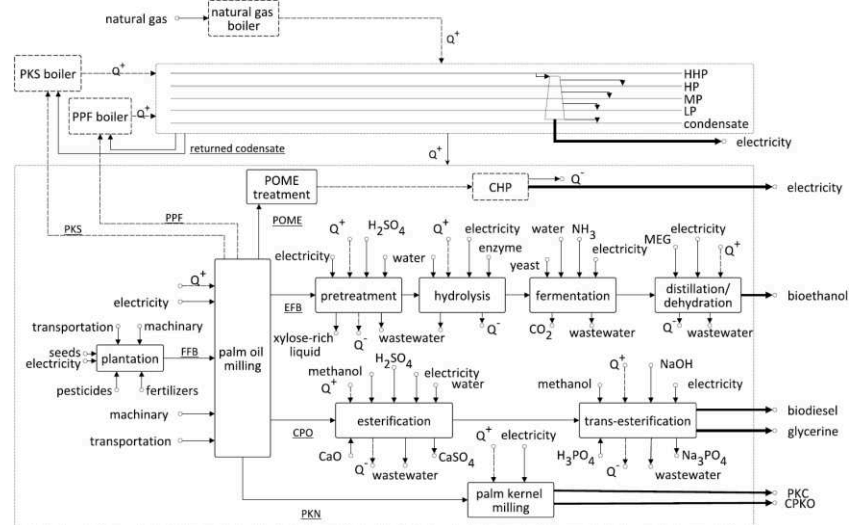 natural gas
natural gas
boiler
Q+
PKS boiler
Q+
PPF boiler
Q+
HHP
HP
MP
LP
condensate
electricity
returned codensate
Q+
POME
treatment
CHP
Q-
electricity
PPF
PKS
POME
Q+
electricity
transportation
machinary
seeds
electricity
plantation
FFB
pesticides
fertilizers
machinary
transportation
palm oil
milling
EFB
electricity
Q+
H2SO4
water
pretreatment
xylose-rich
liquid
Q-
wastewater
Q+
electricity
enzyme
hydrolysis
Q-
water
NH3
yeast
electricity
fermentation
CO2
wastewater
MEG
electricity
Q+
distillation/
dehydration
Q-
wastewater
bioethanol
methanol
H2SO4
Q+
electricity
water
esterification
CPO
CaO
Q-
wastewater
CaSO4
methanol
Q+
NaOH
electricity
trans-esterification
H3PO4
Q-
wastewater
Na3PO4
biodiesel
glycerine
Q+
electricity
palm kernel
milling
PKN
PKC
CPKO